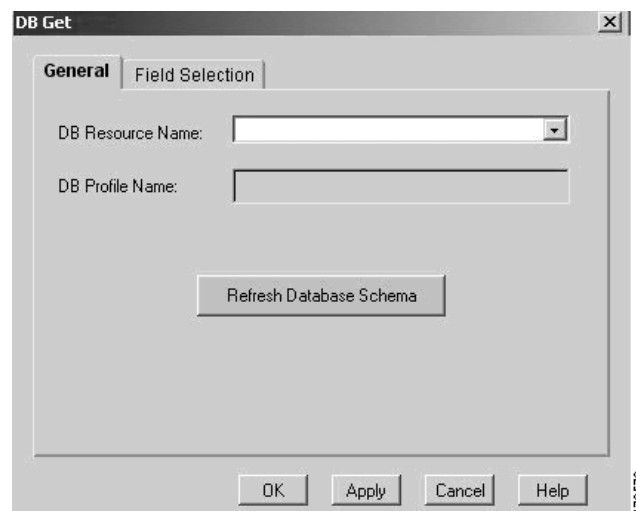 DB Get
General
Field Selection
DB Resource Name:
DB Profile Name:
Refresh Database Schema
OK
Apply
Cancel
Help